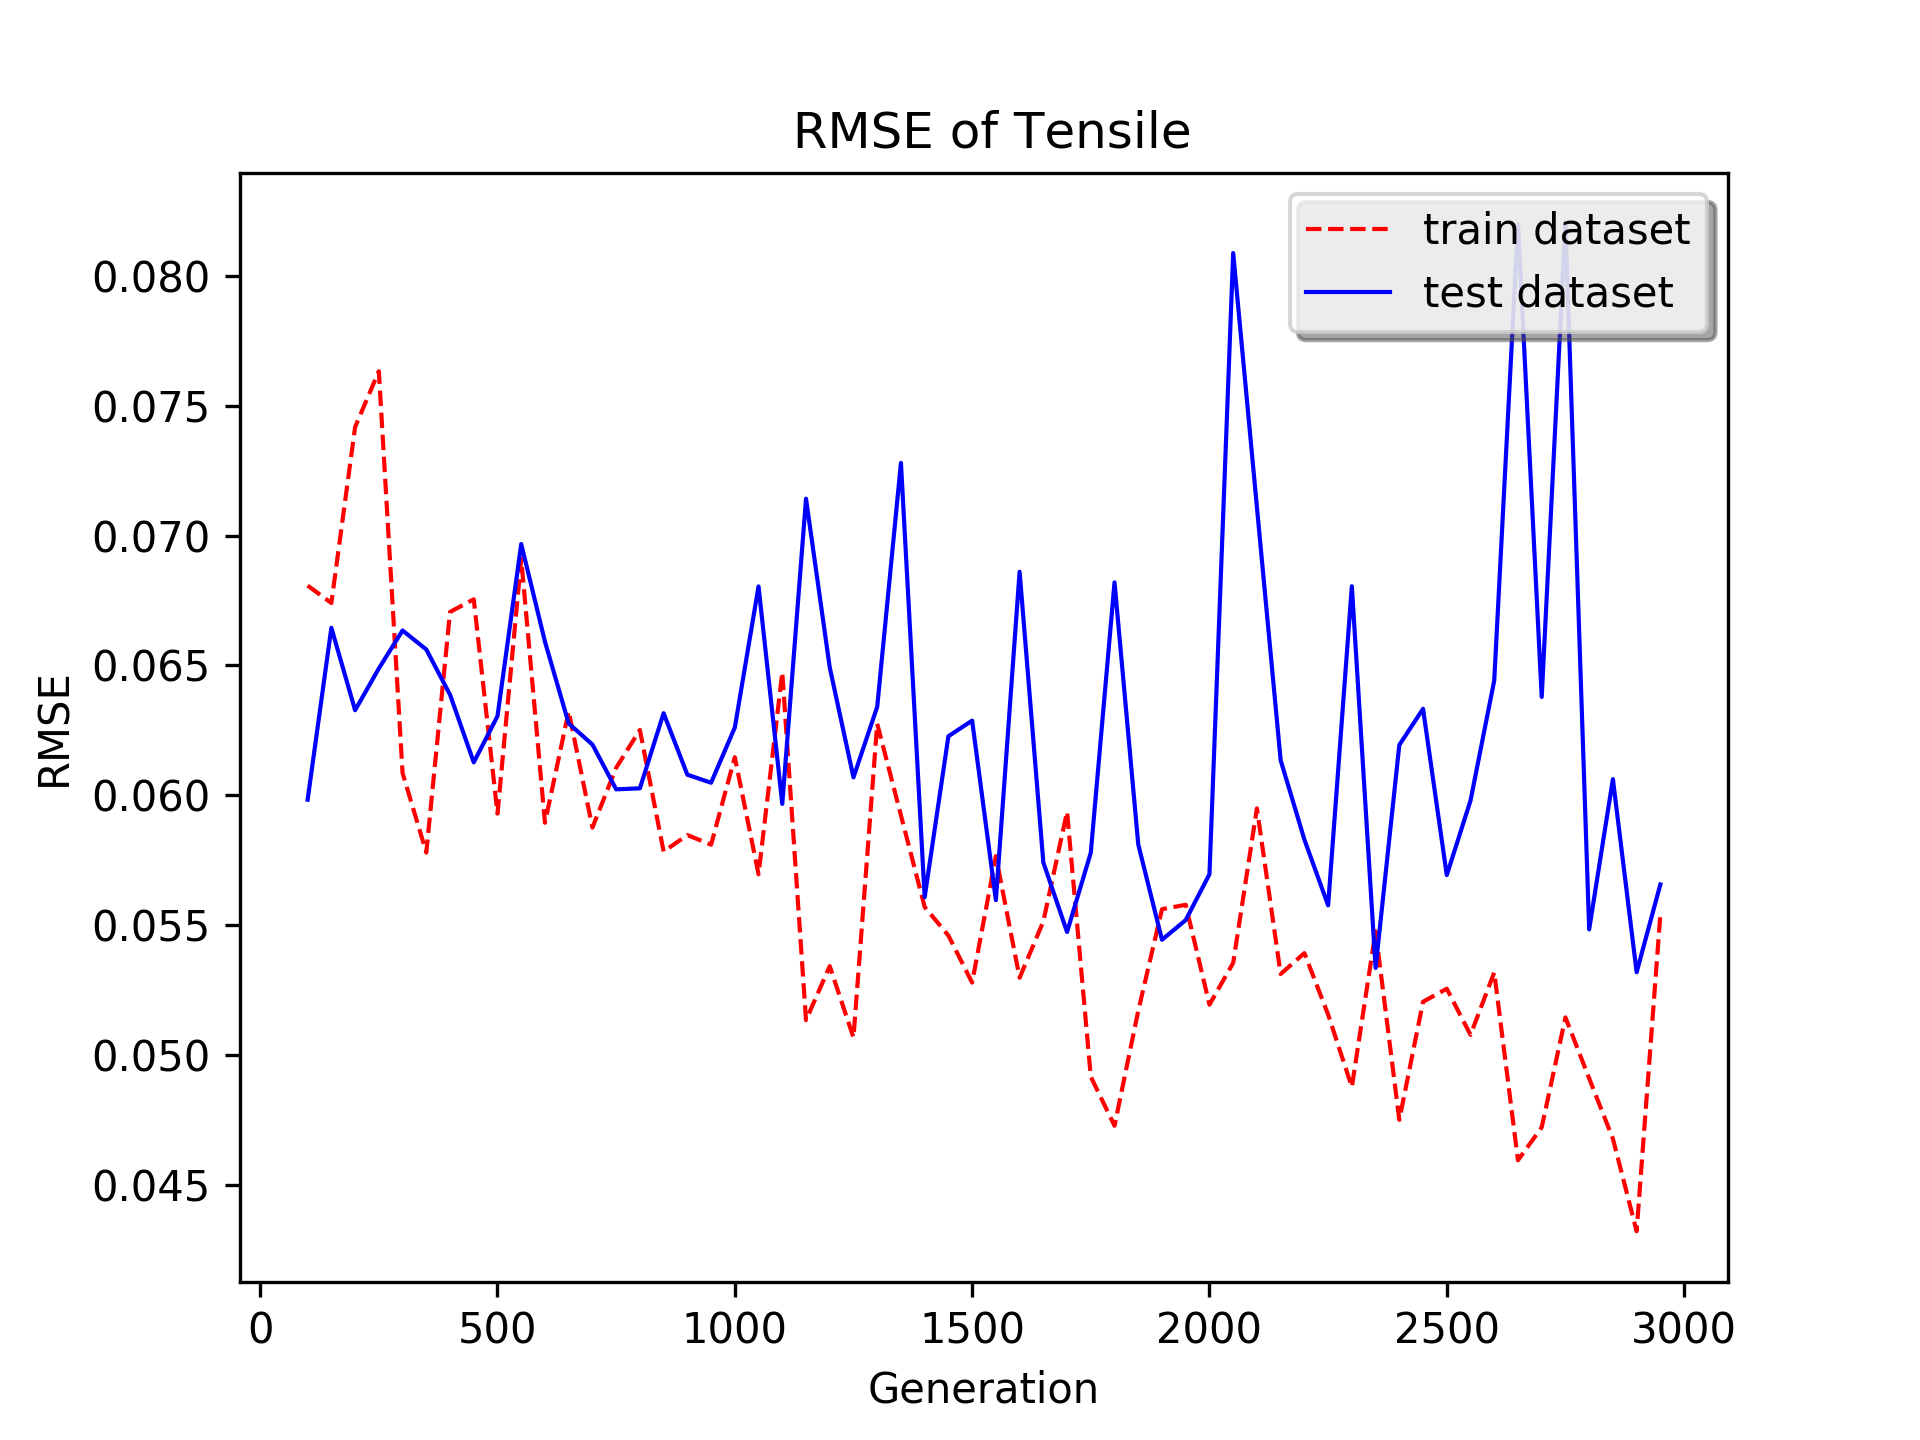 RMSE of Tensile
train dataset
test dataset
0.080
0.075
0.070
0.065
0.060
0.055
0.050
0.045
RMSE
0 500 1000 1500 2000 2500 3000
Generation